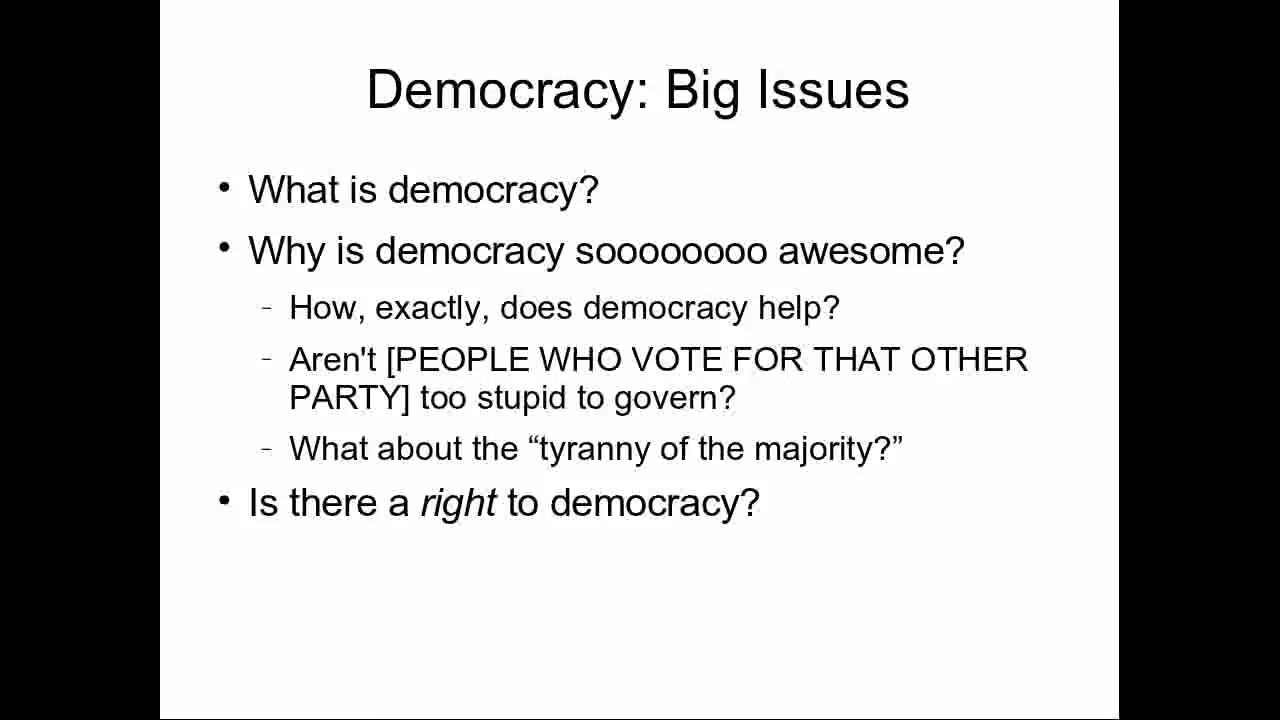 Democracy: Big Issues
• What is democracy?
• Why is democracy soooooooo awesome?
- How, exactly, does democracy help?
- Aren't [PEOPLE WHO VOTE FOR THAT OTHER
PARTY] too stupid to govern?
- What about the “tyranny of the majority?”
• Is there a right to democracy?